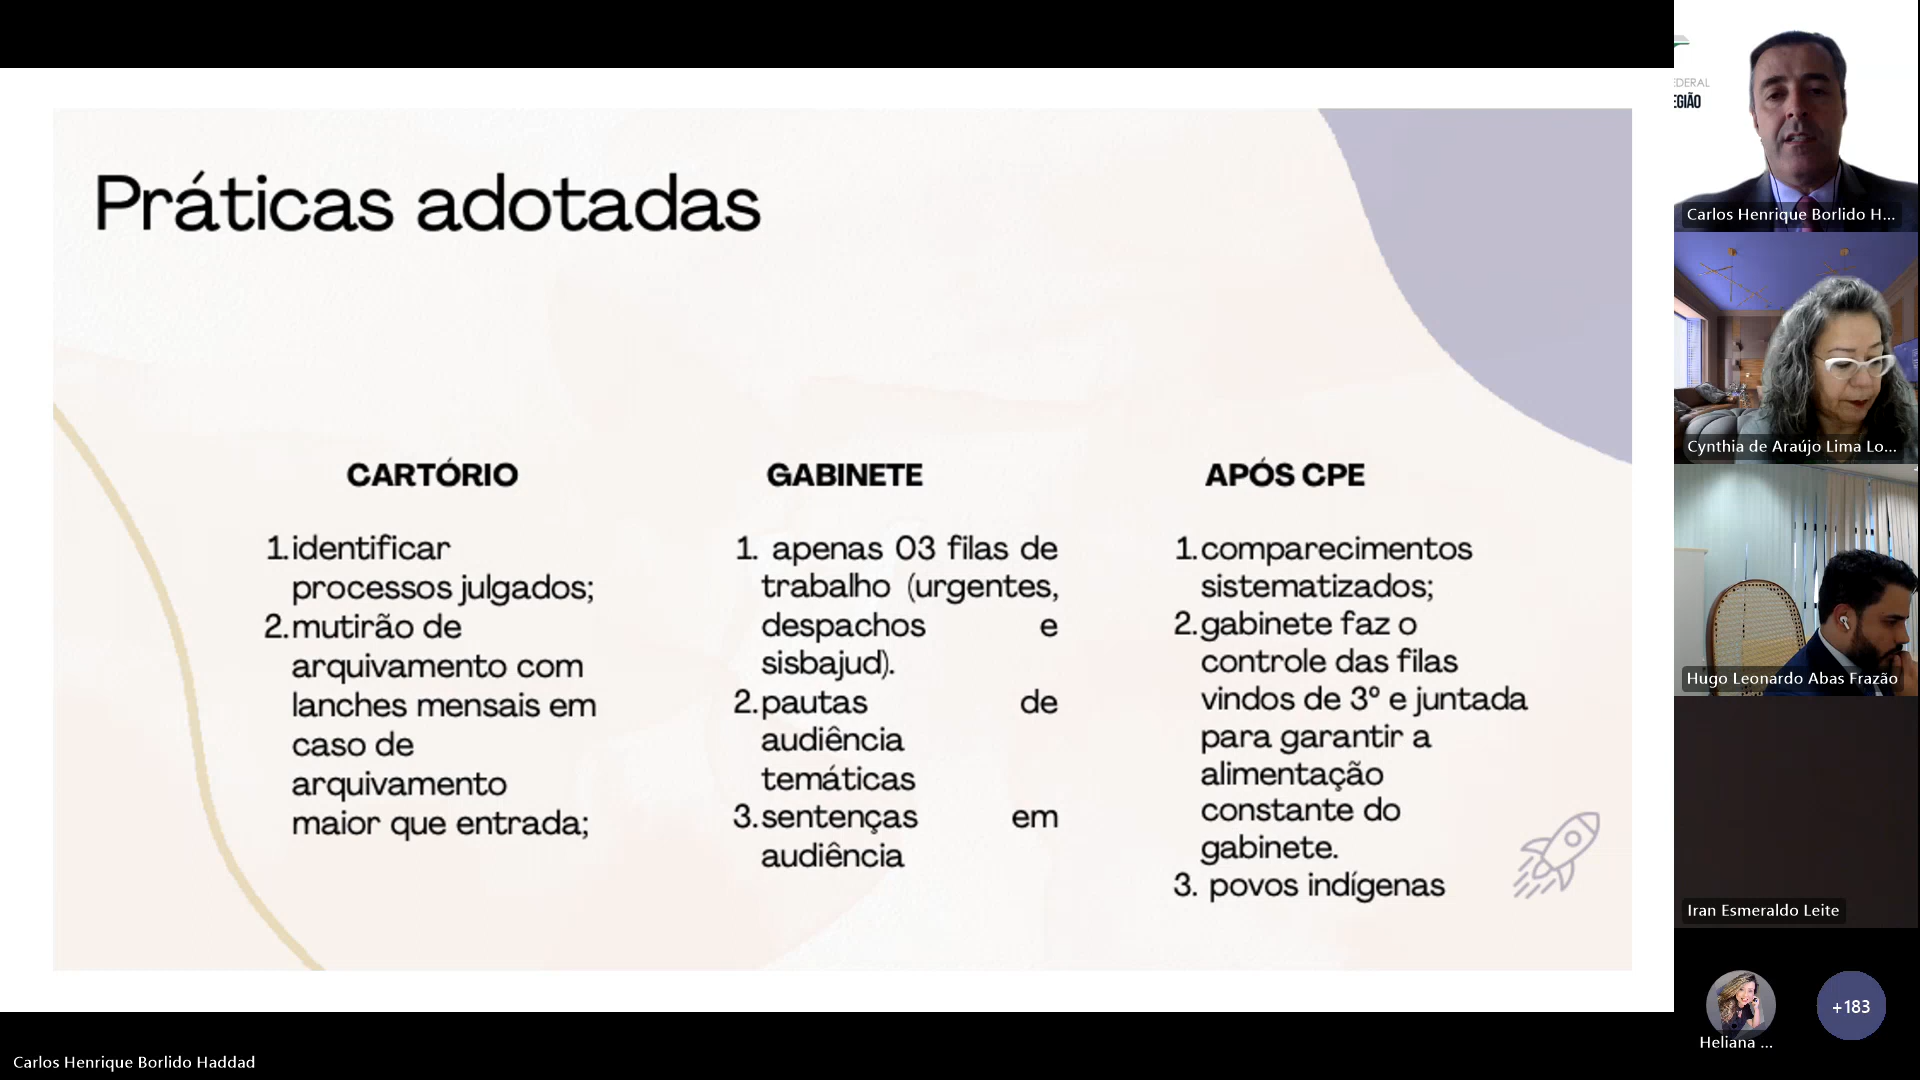 Práticas adotadas
CARTÓRIO
1. identificar
processos julgados;
2. mutirão de
arquivamento com
lanches mensais em
caso de
arquivamento
maior que entrada;
GABINETE
1. apenas 03 filas de
trabalho (urgentes,
despachos e
sisbajud).
2. pautas de
audiência
temáticas
3. sentenças em
audiência
APÓS CPE
1. comparecimentos
sistematizados;
2. gabinete faz o
controle das filas
vindos de 3º e juntada
para garantir a
alimentação
constante do
gabinete.
3. povos indígenas
EDERAL
EGIÃO
Carlos Henrique Borlido H...
Cynthia de Araújo Lima Lo...
Hugo Leonardo Abas Frazão
Iran Esmeraldo Leite
Heliana ...
+183
Carlos Henrique Borlido Haddad